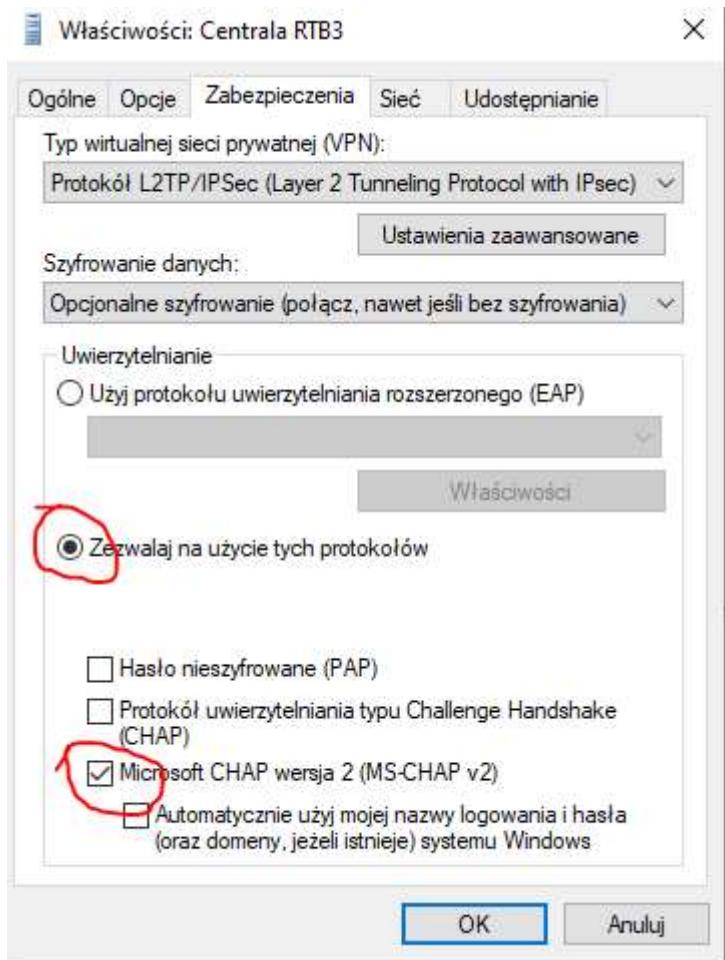 Właściwości: Centrala RTB3
Ogólne Opcje Zabezpieczenia Sieć Udostępnianie
Typ wirtualnej sieci prywatnej (VPN):
Protokół L2TP/IPSec (Layer 2 Tunneling Protocol with IPsec)
Ustawienia zaawansowane
Szyfrowanie danych:
Opcjonalne szyfrowanie (połącz, nawet jeśli bez szyfrowania)
Uwierzytelnianie
Użyj protokołu uwierzytelniania rozszerzonego (EAP)
Właściwości
Zezwalaj na użycie tych protokołów
Hasło nieszyfrowane (PAP)
Protokół uwierzytelniania typu Challenge Handshake
(CHAP)
Microsoft CHAP wersja 2 (MS-CHAP v2)
Automatycznie użyj mojej nazwy logowania i hasła
(oraz domeny, jeżeli istnieje) systemu Windows
OK Anuluj